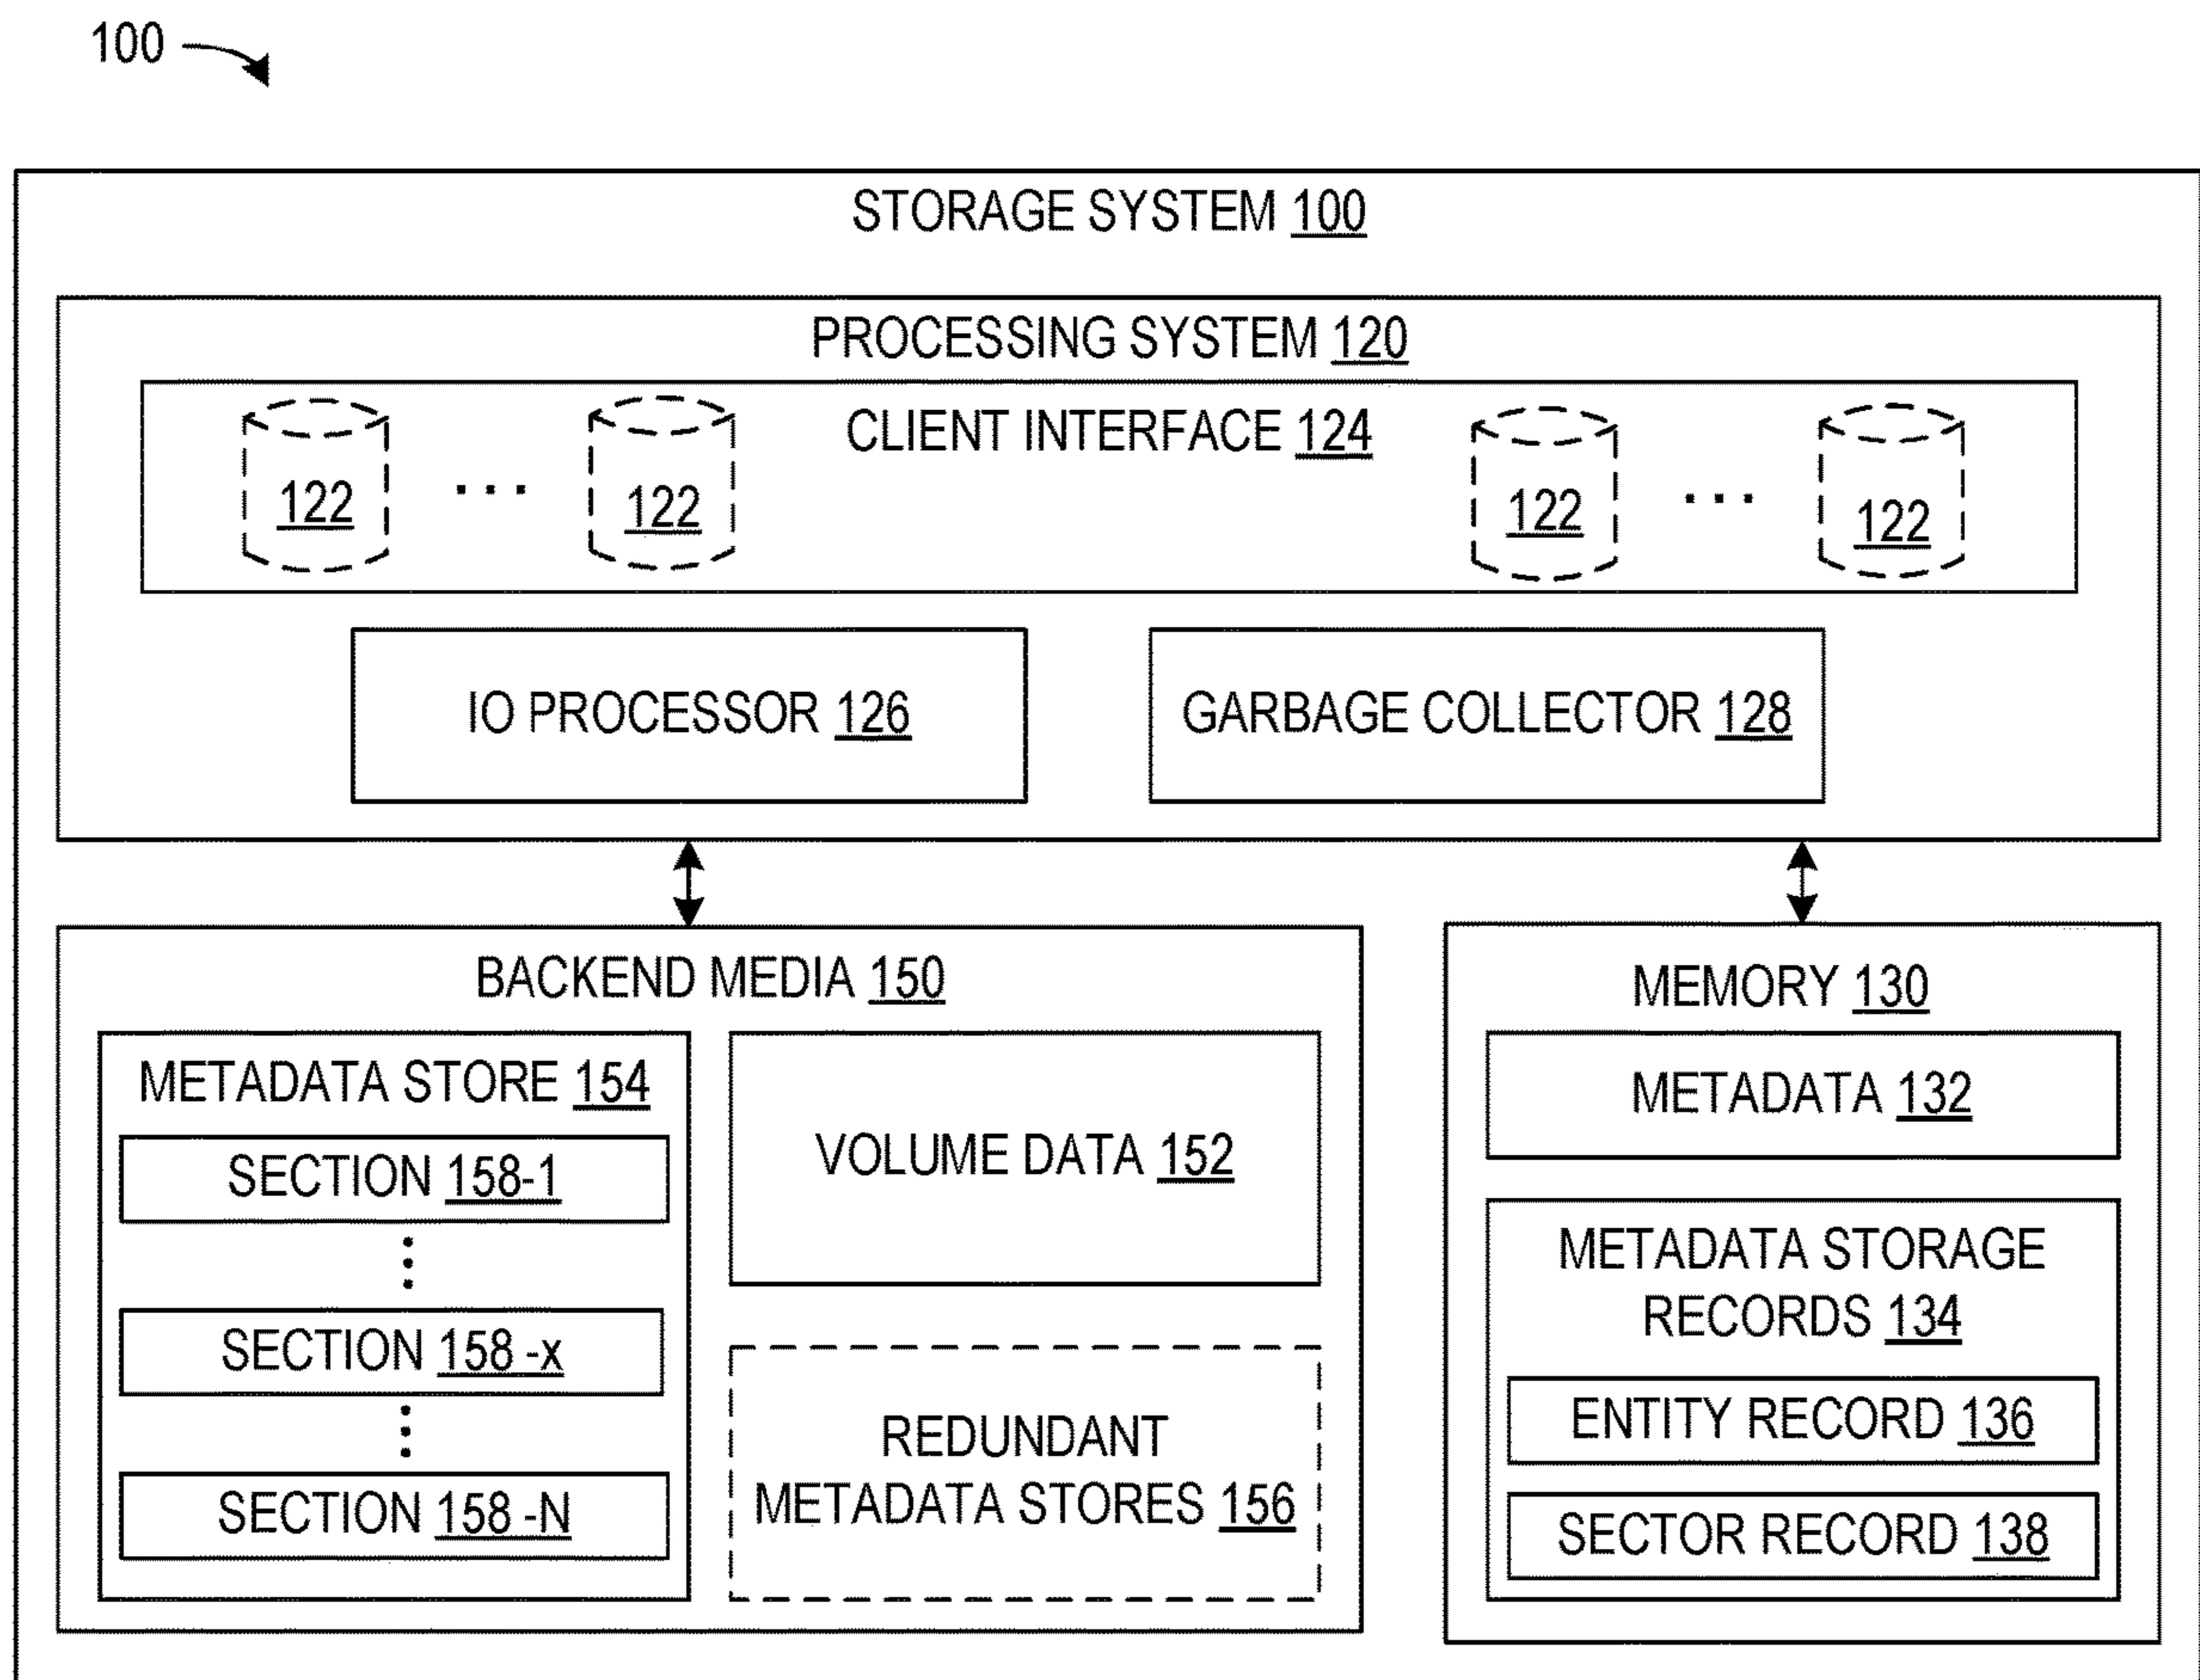 100
STORAGE SYSTEM 100
PROCESSING SYSTEM 120
CLIENT INTERFACE 124
122 ... 122 122 ... 122
IO PROCESSOR 126
GARBAGE COLLECTOR 128
BACKEND MEDIA 150
METADATA STORE 154
SECTION 158-1
SECTION 158 -x
SECTION 158 -N
VOLUME DATA 152
REDUNDANT
METADATA STORES 156
MEMORY 130
METADATA 132
METADATA STORAGE
RECORDS 134
ENTITY RECORD 136
SECTOR RECORD 138